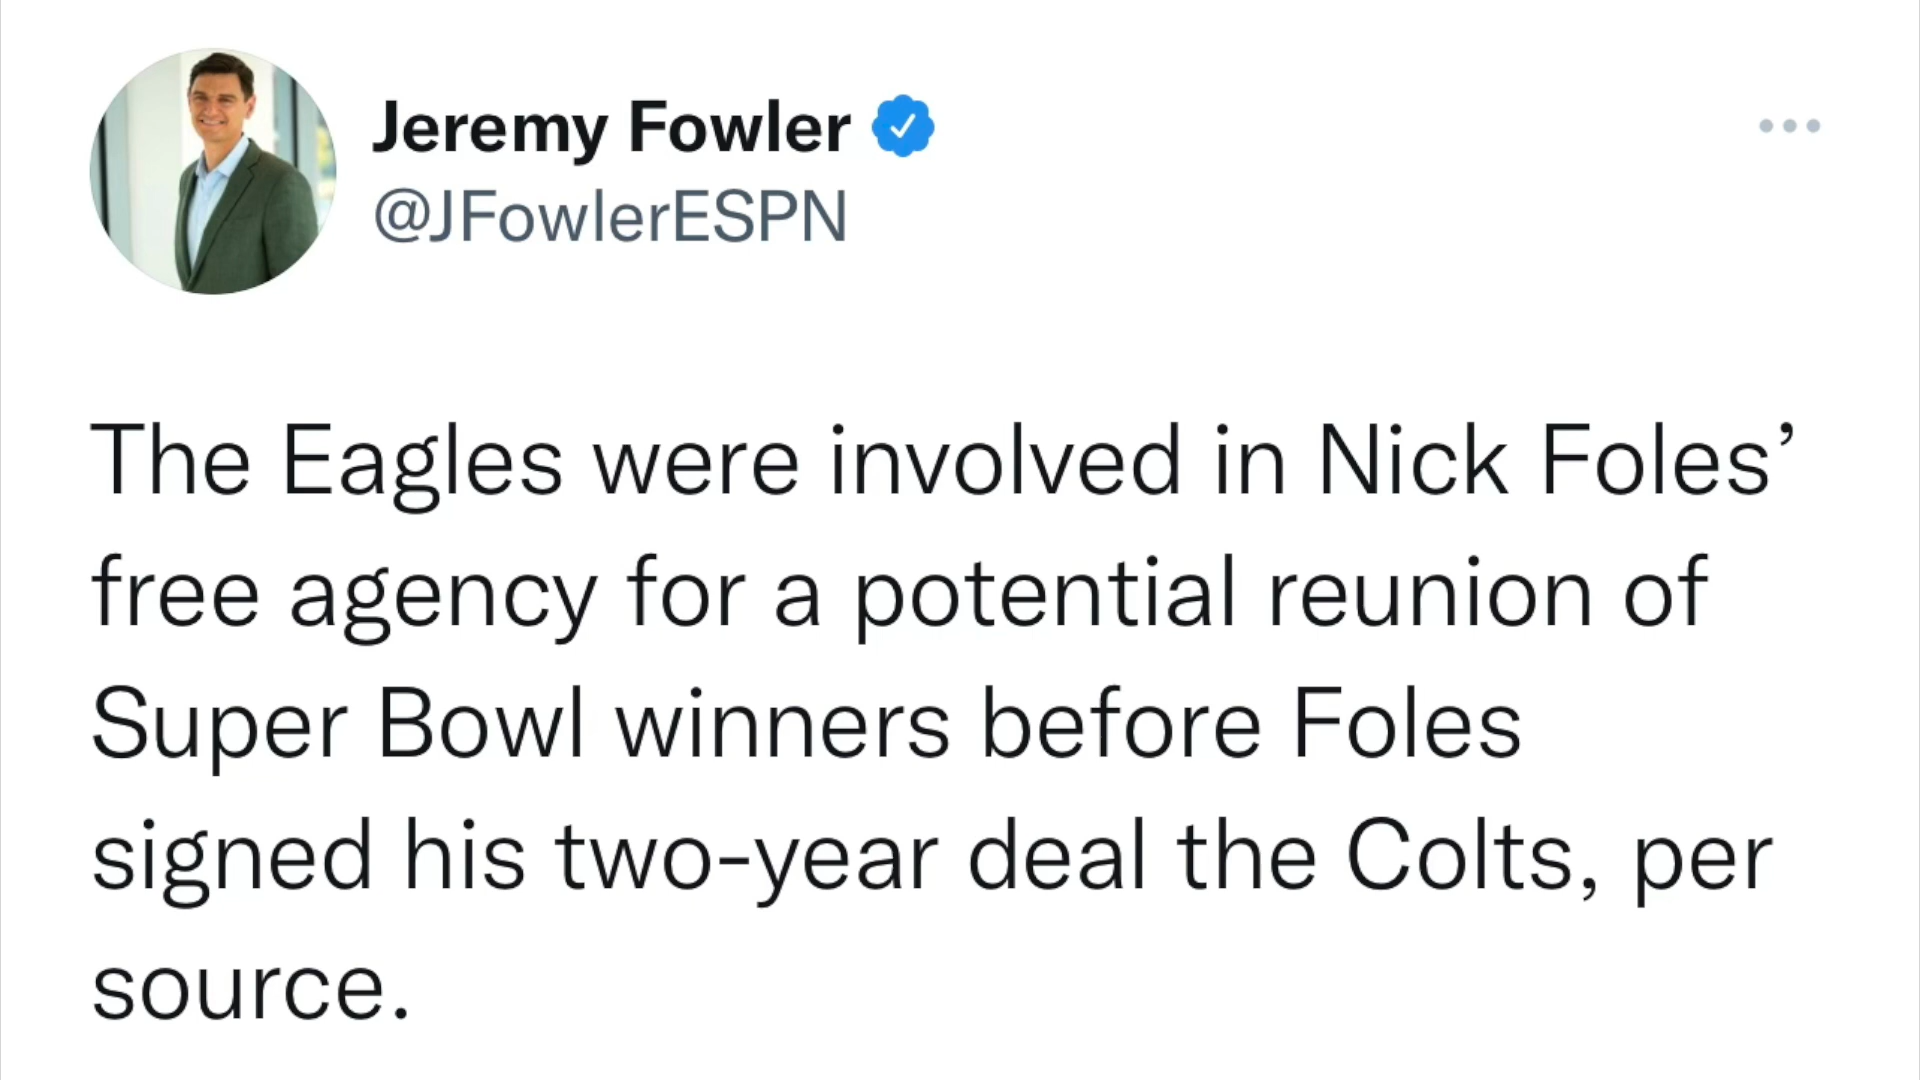 Jeremy Fowler
@JFowlerESPN
The Eagles were involved in Nick Foles’
free agency for a potential reunion of
Super Bowl winners before Foles
signed his two-year deal the Colts, per
source.